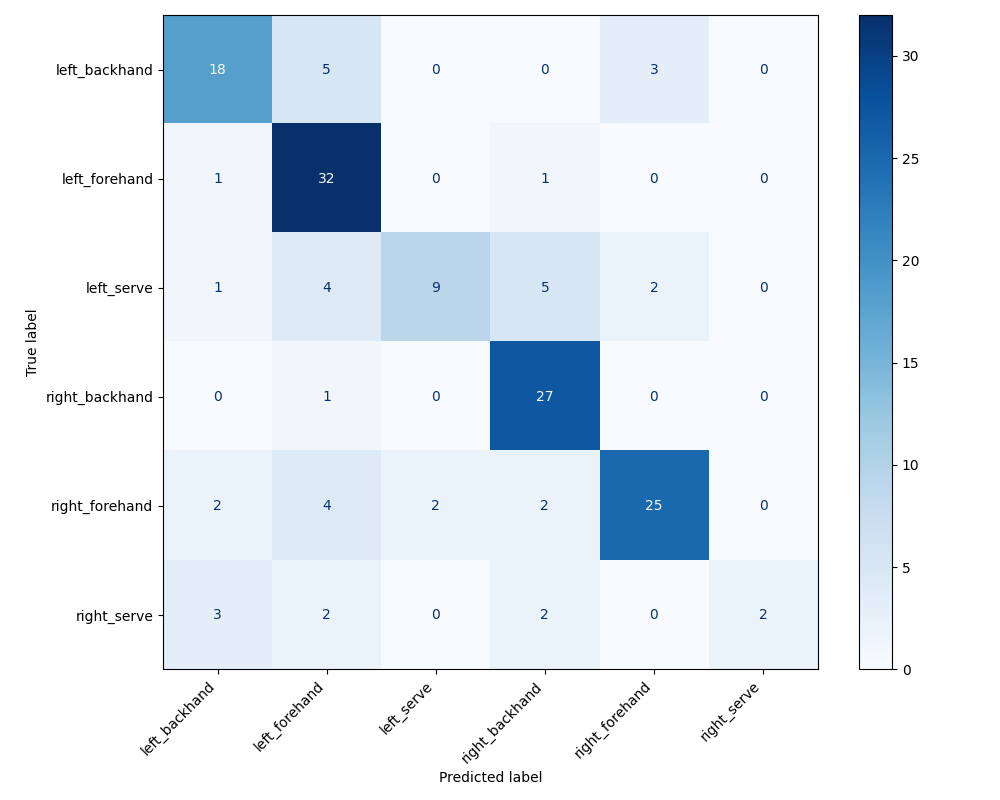 left_backhand 18 5 0 0 3 0
left_forehand 1 32 0 1 0 0
left_serve 1 4 9 5 2 0
right_backhand 0 1 0 27 0 0
right_forehand 2 4 2 2 25 0
right_serve 3 2 0 2 0 2
True label
left_backhand left_forehand left_serve right_backhand right_forehand right_serve
Predicted label
30
25
20
15
10
5
0